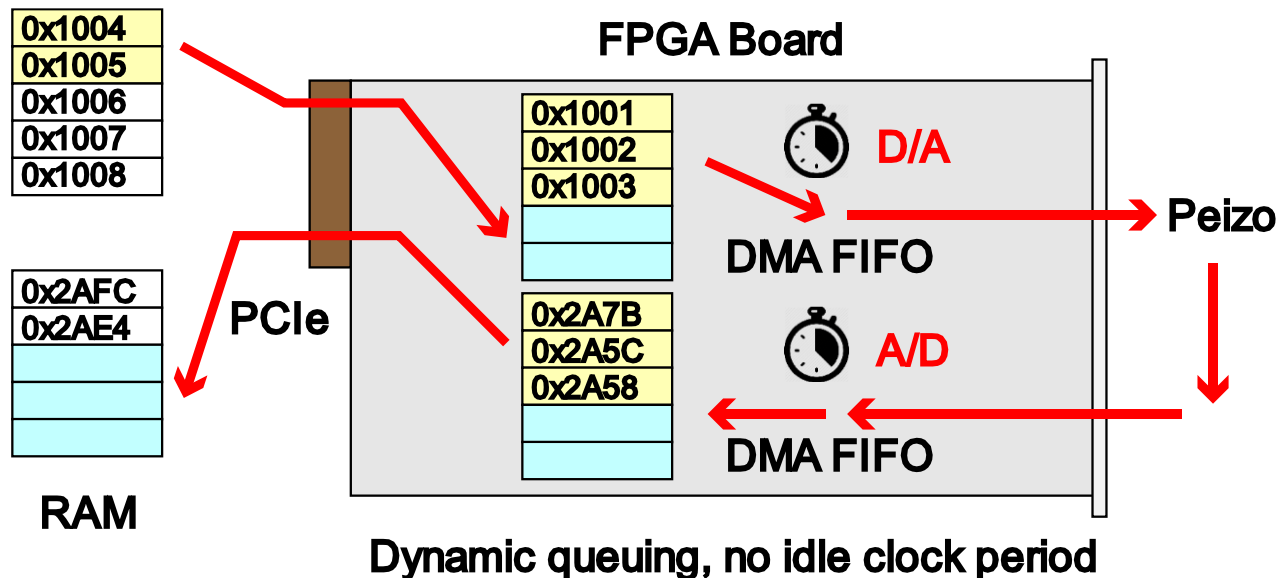 0x1004
0x1005
0x1006
0x1007
0x1008
FPGA Board
0x1001
0x1002
0x1003
D/A
DMA FIFO
Peizo
0x2AFC
0x2AE4
PCIe
0x2A7B
0x2A5C
0x2A58
A/D
DMA FIFO
RAM
Dynamic queuing, no idle clock period